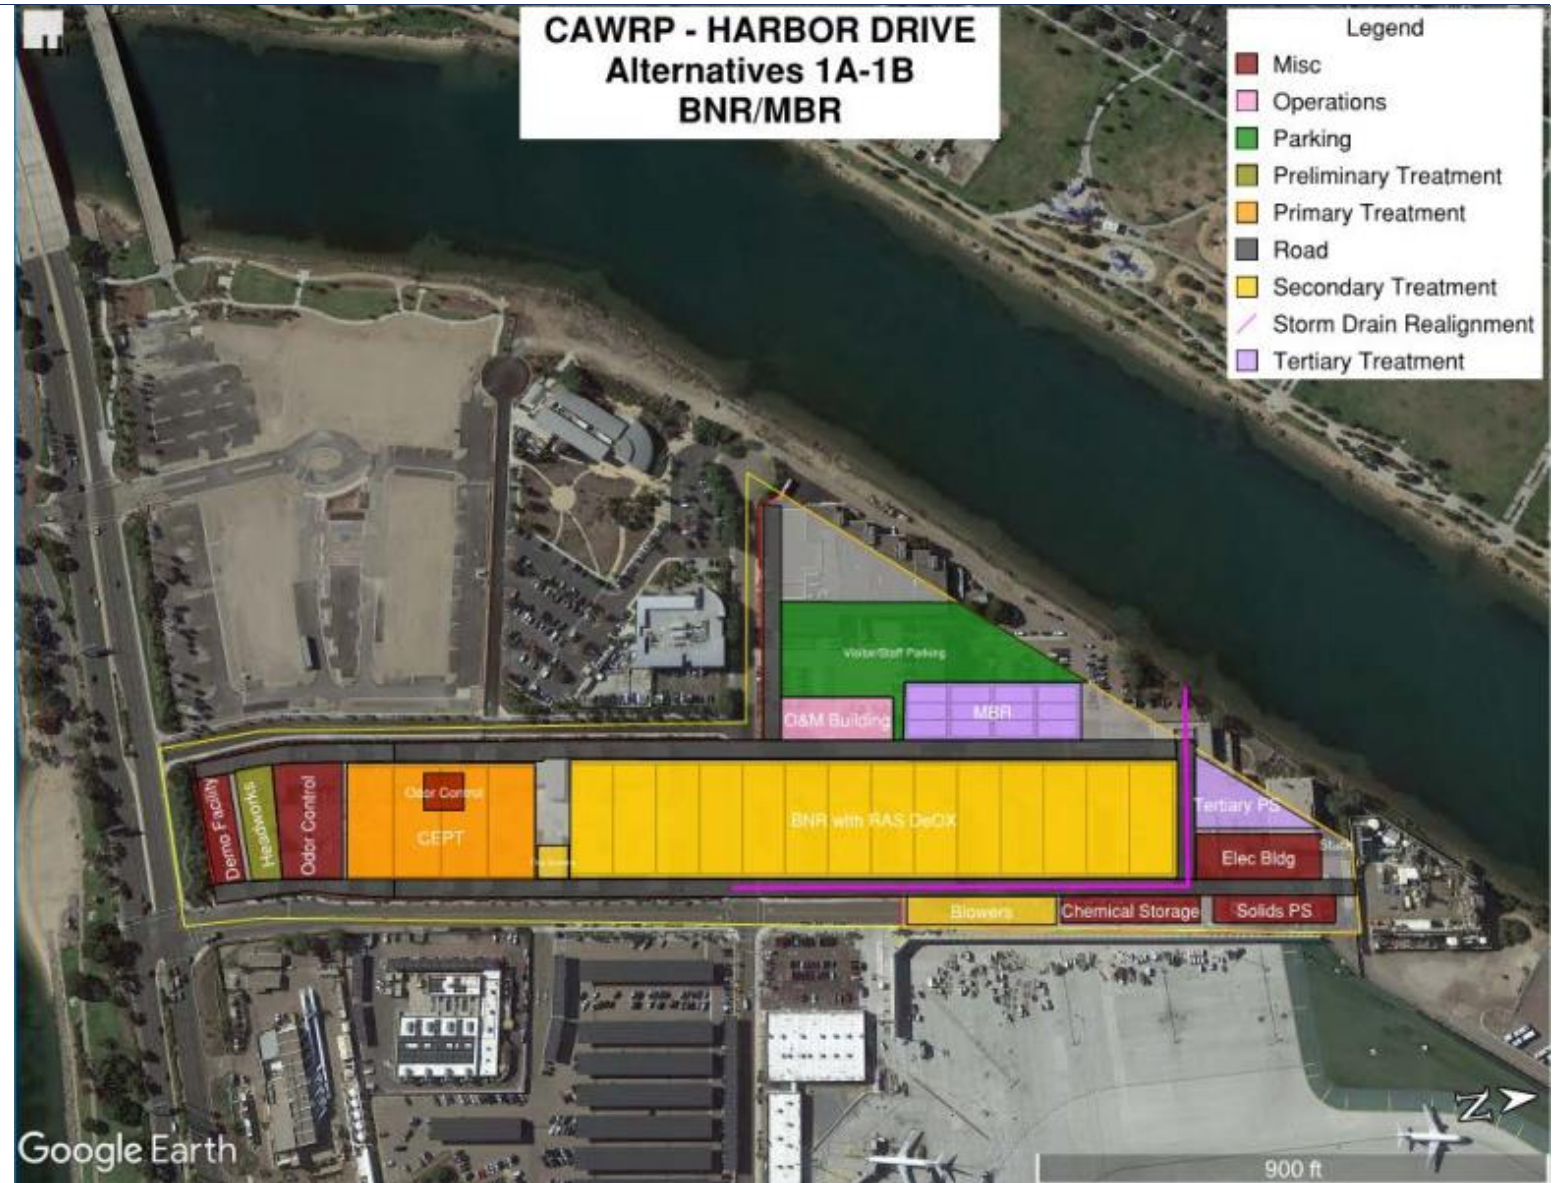 CAWRP - HARBOR DRIVE
Alternatives 1A-1B
BNR/MBR
Legend
Misc
Operations
Parking
Preliminary Treatment
Primary Treatment
Road
Secondary Treatment
Storm Drain Realignment
Tertiary Treatment
Visitor/Staff Parking
O&M Building
MBR
Demo Facility
Headworks
Odor Control
Odor Control
CEPT
BNR with RAS DeOX
Tertiary PS
Elec Bldg
Blowers
Chemical Storage
Solids PS
N
Google Earth
900 ft